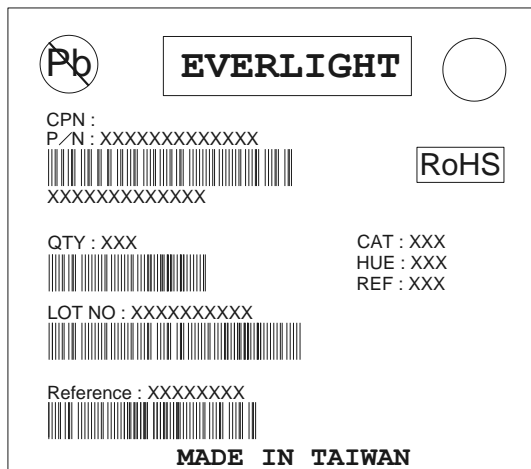 Pb
EVERLIGHT
CPN :
P/N : XXXXXXXXXXXXX
RoHS
XXXXXXXXXXXXX
QTY : XXX
CAT : XXX
HUE : XXX
REF : XXX
LOT NO : XXXXXXXXXX
Reference : XXXXXXXX
MADE IN TAIWAN